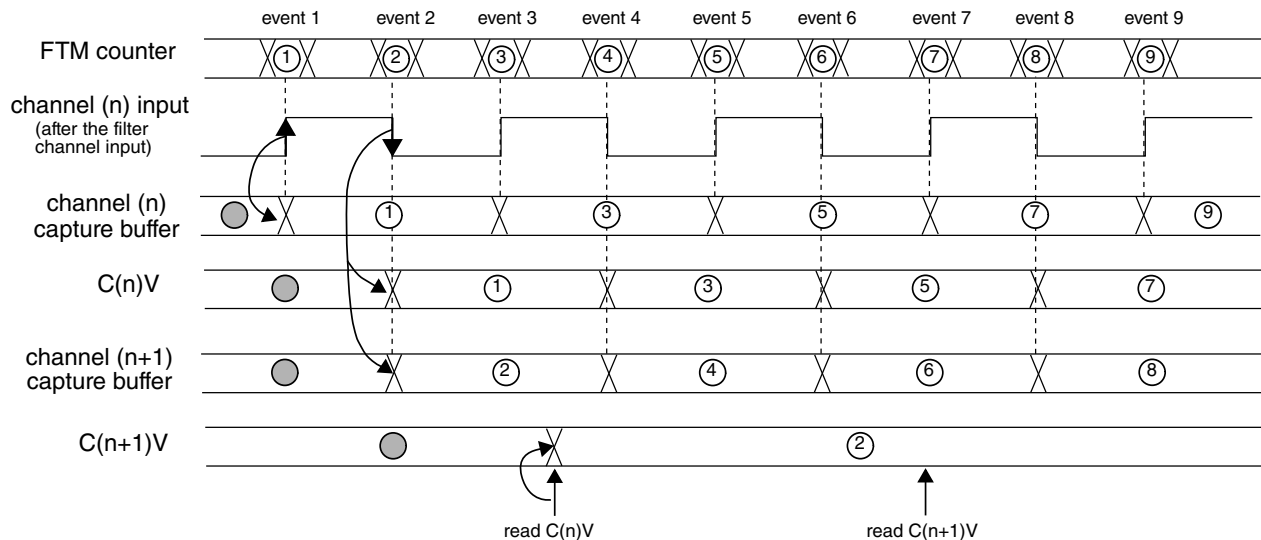 event 1 event 2 event 3 event 4 event 5 event 6 event 7 event 8 event 9
FTM counter 1 2 3 4 5 6 7 8 9
channel (n) input
(after the filter
channel input)
channel (n)
capture buffer
1 3 5 7 9
C(n)V 1 3 5 7
channel (n+1)
capture buffer
2 4 6 8
C(n+1)V 2
read C(n)V read C(n+1)V